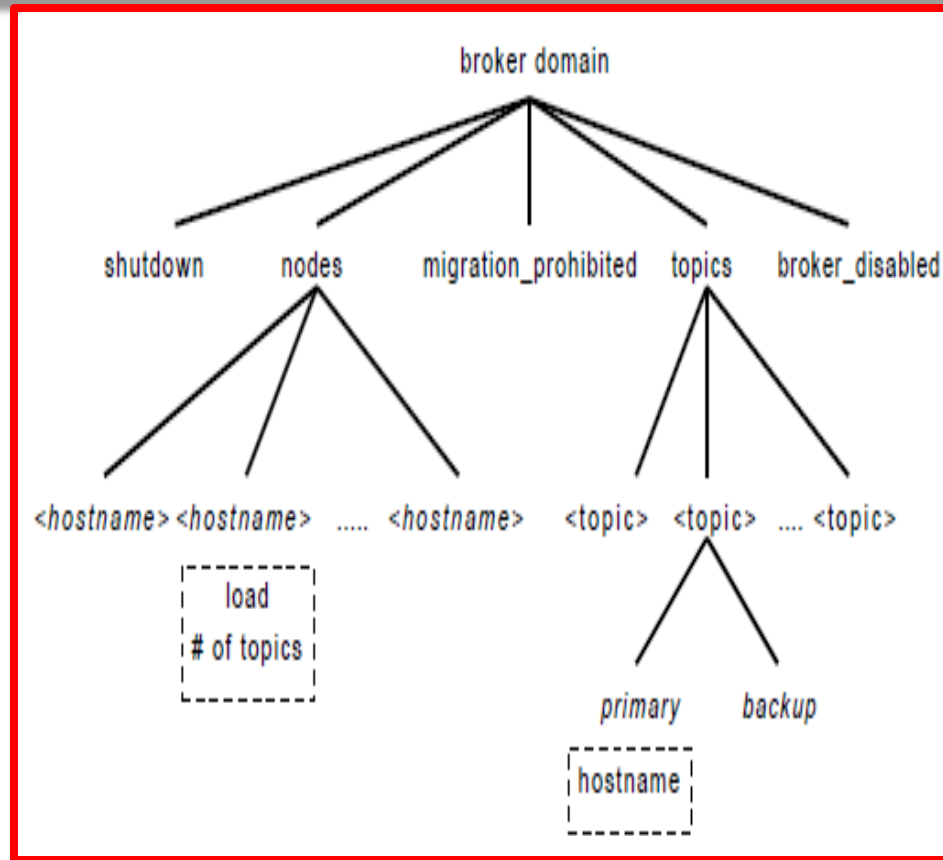 broker domain
shutdown nodes migration_prohibited topics broker_disabled
<hostname> <hostname> ..... <hostname> <topic> <topic> .... <topic>
load
# of topics
primary backup
hostname